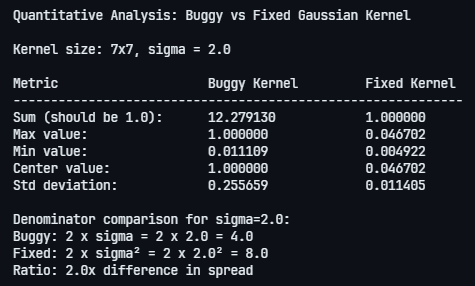 Quantitative Analysis: Buggy vs Fixed Gaussian Kernel
Kernel size: 7x7, sigma = 2.0
Metric Buggy Kernel Fixed Kernel
------------------------------------------------------------
Sum (should be 1.0): 12.279130 1.000000
Max value: 1.000000 0.046702
Min value: 0.011109 0.004922
Center value: 1.000000 0.046702
Std deviation: 0.255659 0.011405
Denominator comparison for sigma=2.0:
Buggy: 2 x sigma = 2 x 2.0 = 4.0
Fixed: 2 x sigma² = 2 x 2.0² = 8.0
Ratio: 2.0x difference in spread